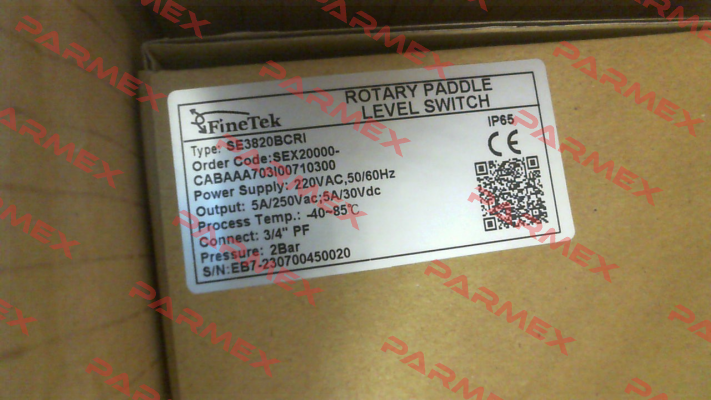 FineTek
ROTARY PADDLE
LEVEL SWITCH
Type: SE3820BCRI
IP65
Order Code:SEX20000-
CABAAA703I00710300
CE
Power Supply: 220VAC,50/60Hz
Output: 5A/250Vac;5A/30Vdc
Process Temp.: -40~85℃
Connect: 3/4" PF
Pressure: 2Bar
S/N:EB7-230700450020
PARMEX
PARMEX
PARMEX
PARMEX
PARMEX
PARMEX
PARMEX
PARMEX
PARMEX